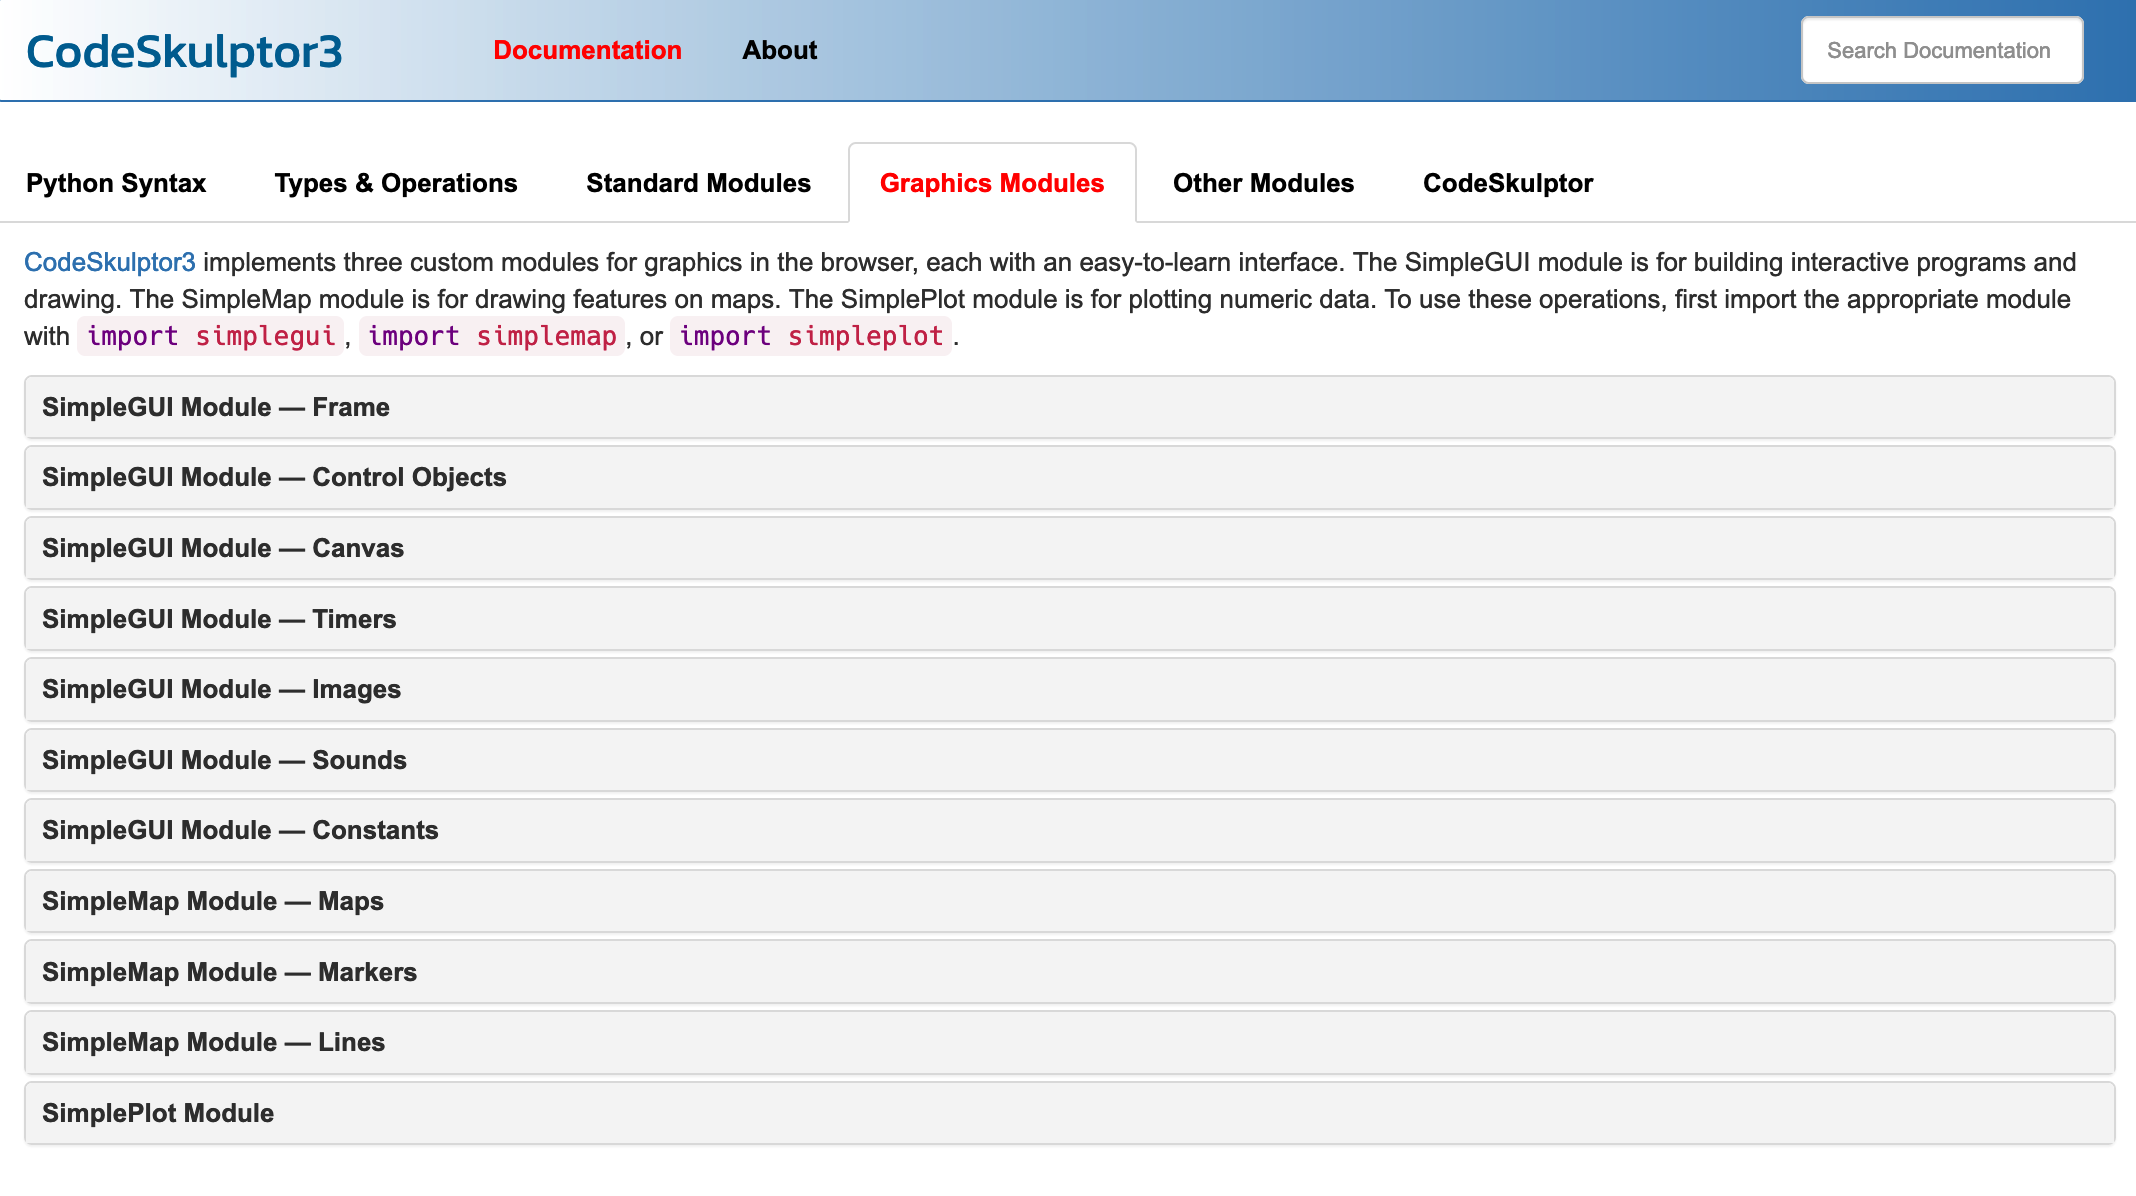 CodeSkulptor3 Documentation About Search Documentation
Python Syntax Types & Operations Standard Modules Graphics Modules Other Modules CodeSkulptor
CodeSkulptor3 implements three custom modules for graphics in the browser, each with an easy-to-learn interface. The SimpleGUI module is for building interactive programs and
drawing. The SimpleMap module is for drawing features on maps. The SimplePlot module is for plotting numeric data. To use these operations, first import the appropriate module
with import simplegui, import simplemap, or import simpleplot.
SimpleGUI Module — Frame
SimpleGUI Module — Control Objects
SimpleGUI Module — Canvas
SimpleGUI Module — Timers
SimpleGUI Module — Images
SimpleGUI Module — Sounds
SimpleGUI Module — Constants
SimpleMap Module — Maps
SimpleMap Module — Markers
SimpleMap Module — Lines
SimplePlot Module